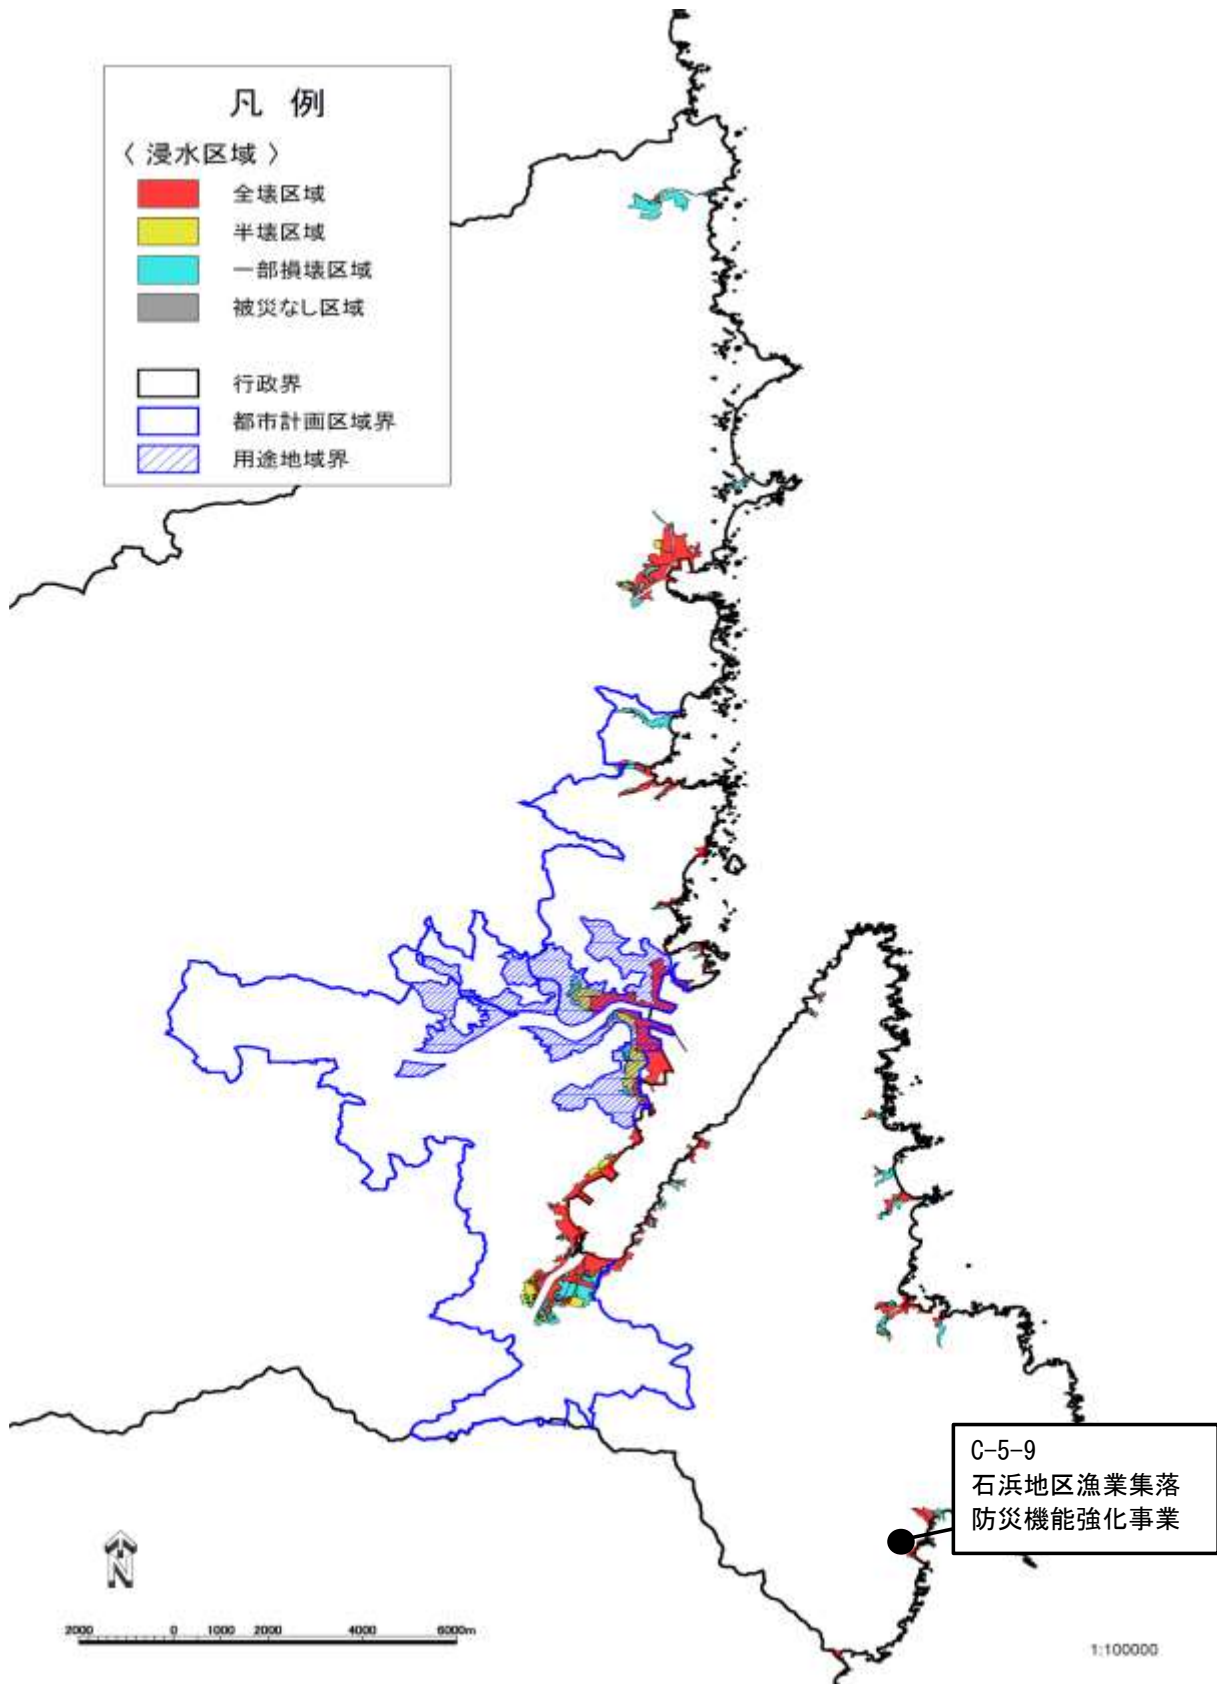 凡 例
〈 浸水区域 〉
全壊区域
半壊区域
一部損壊区域
被災なし区域
行政界
都市計画区域界
用途地域界
C-5-9
石浜地区漁業集落
防災機能強化事業
N
2000 0 1000 2000 4000 6000m
1:100000